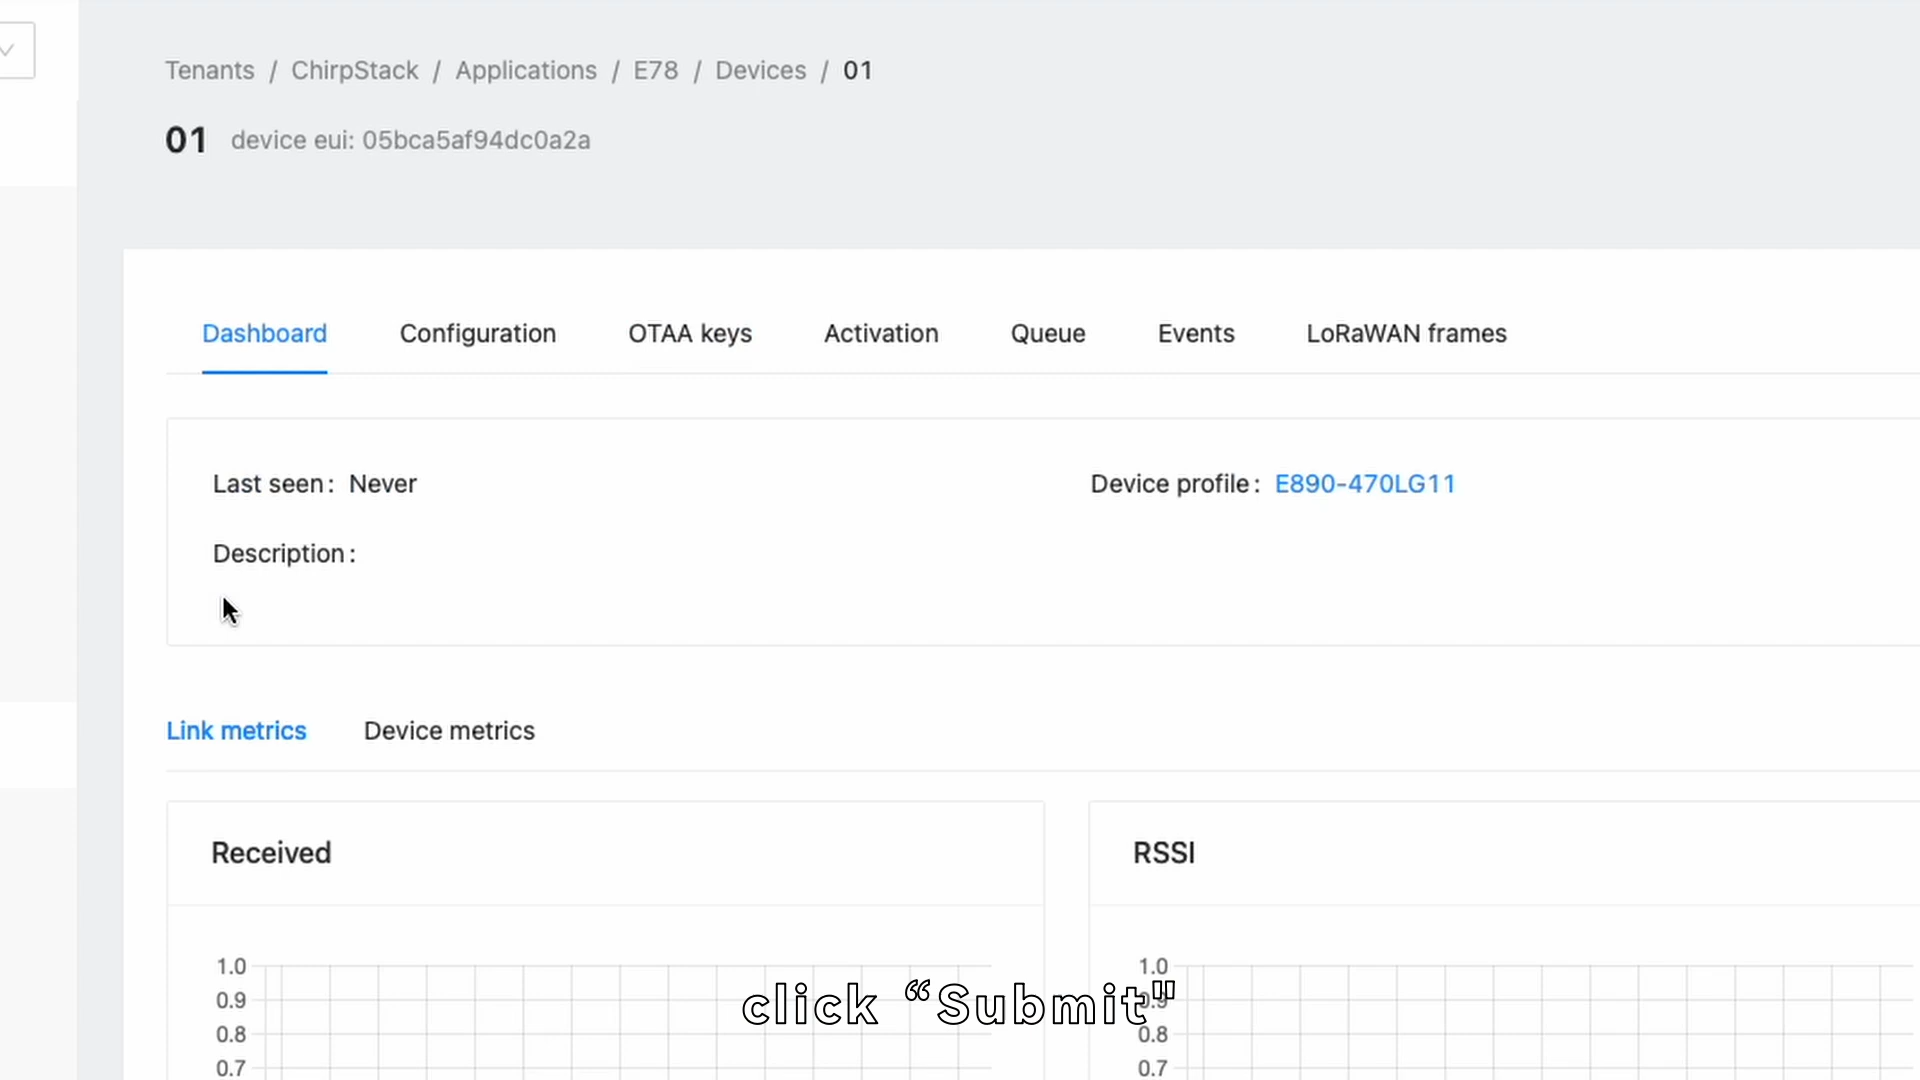 Tenants / ChirpStack / Applications / E78 / Devices / 01
01 device eui: 05bca5af94dc0a2a
Dashboard Configuration OTAA keys Activation Queue Events LoRaWAN frames
Last seen: Never Device profile: E890-470LG11
Description:
Link metrics Device metrics
Received RSSI
1.0 1.0
0.9 0.9
click “Submit"
0.8 0.8
0.7 0.7